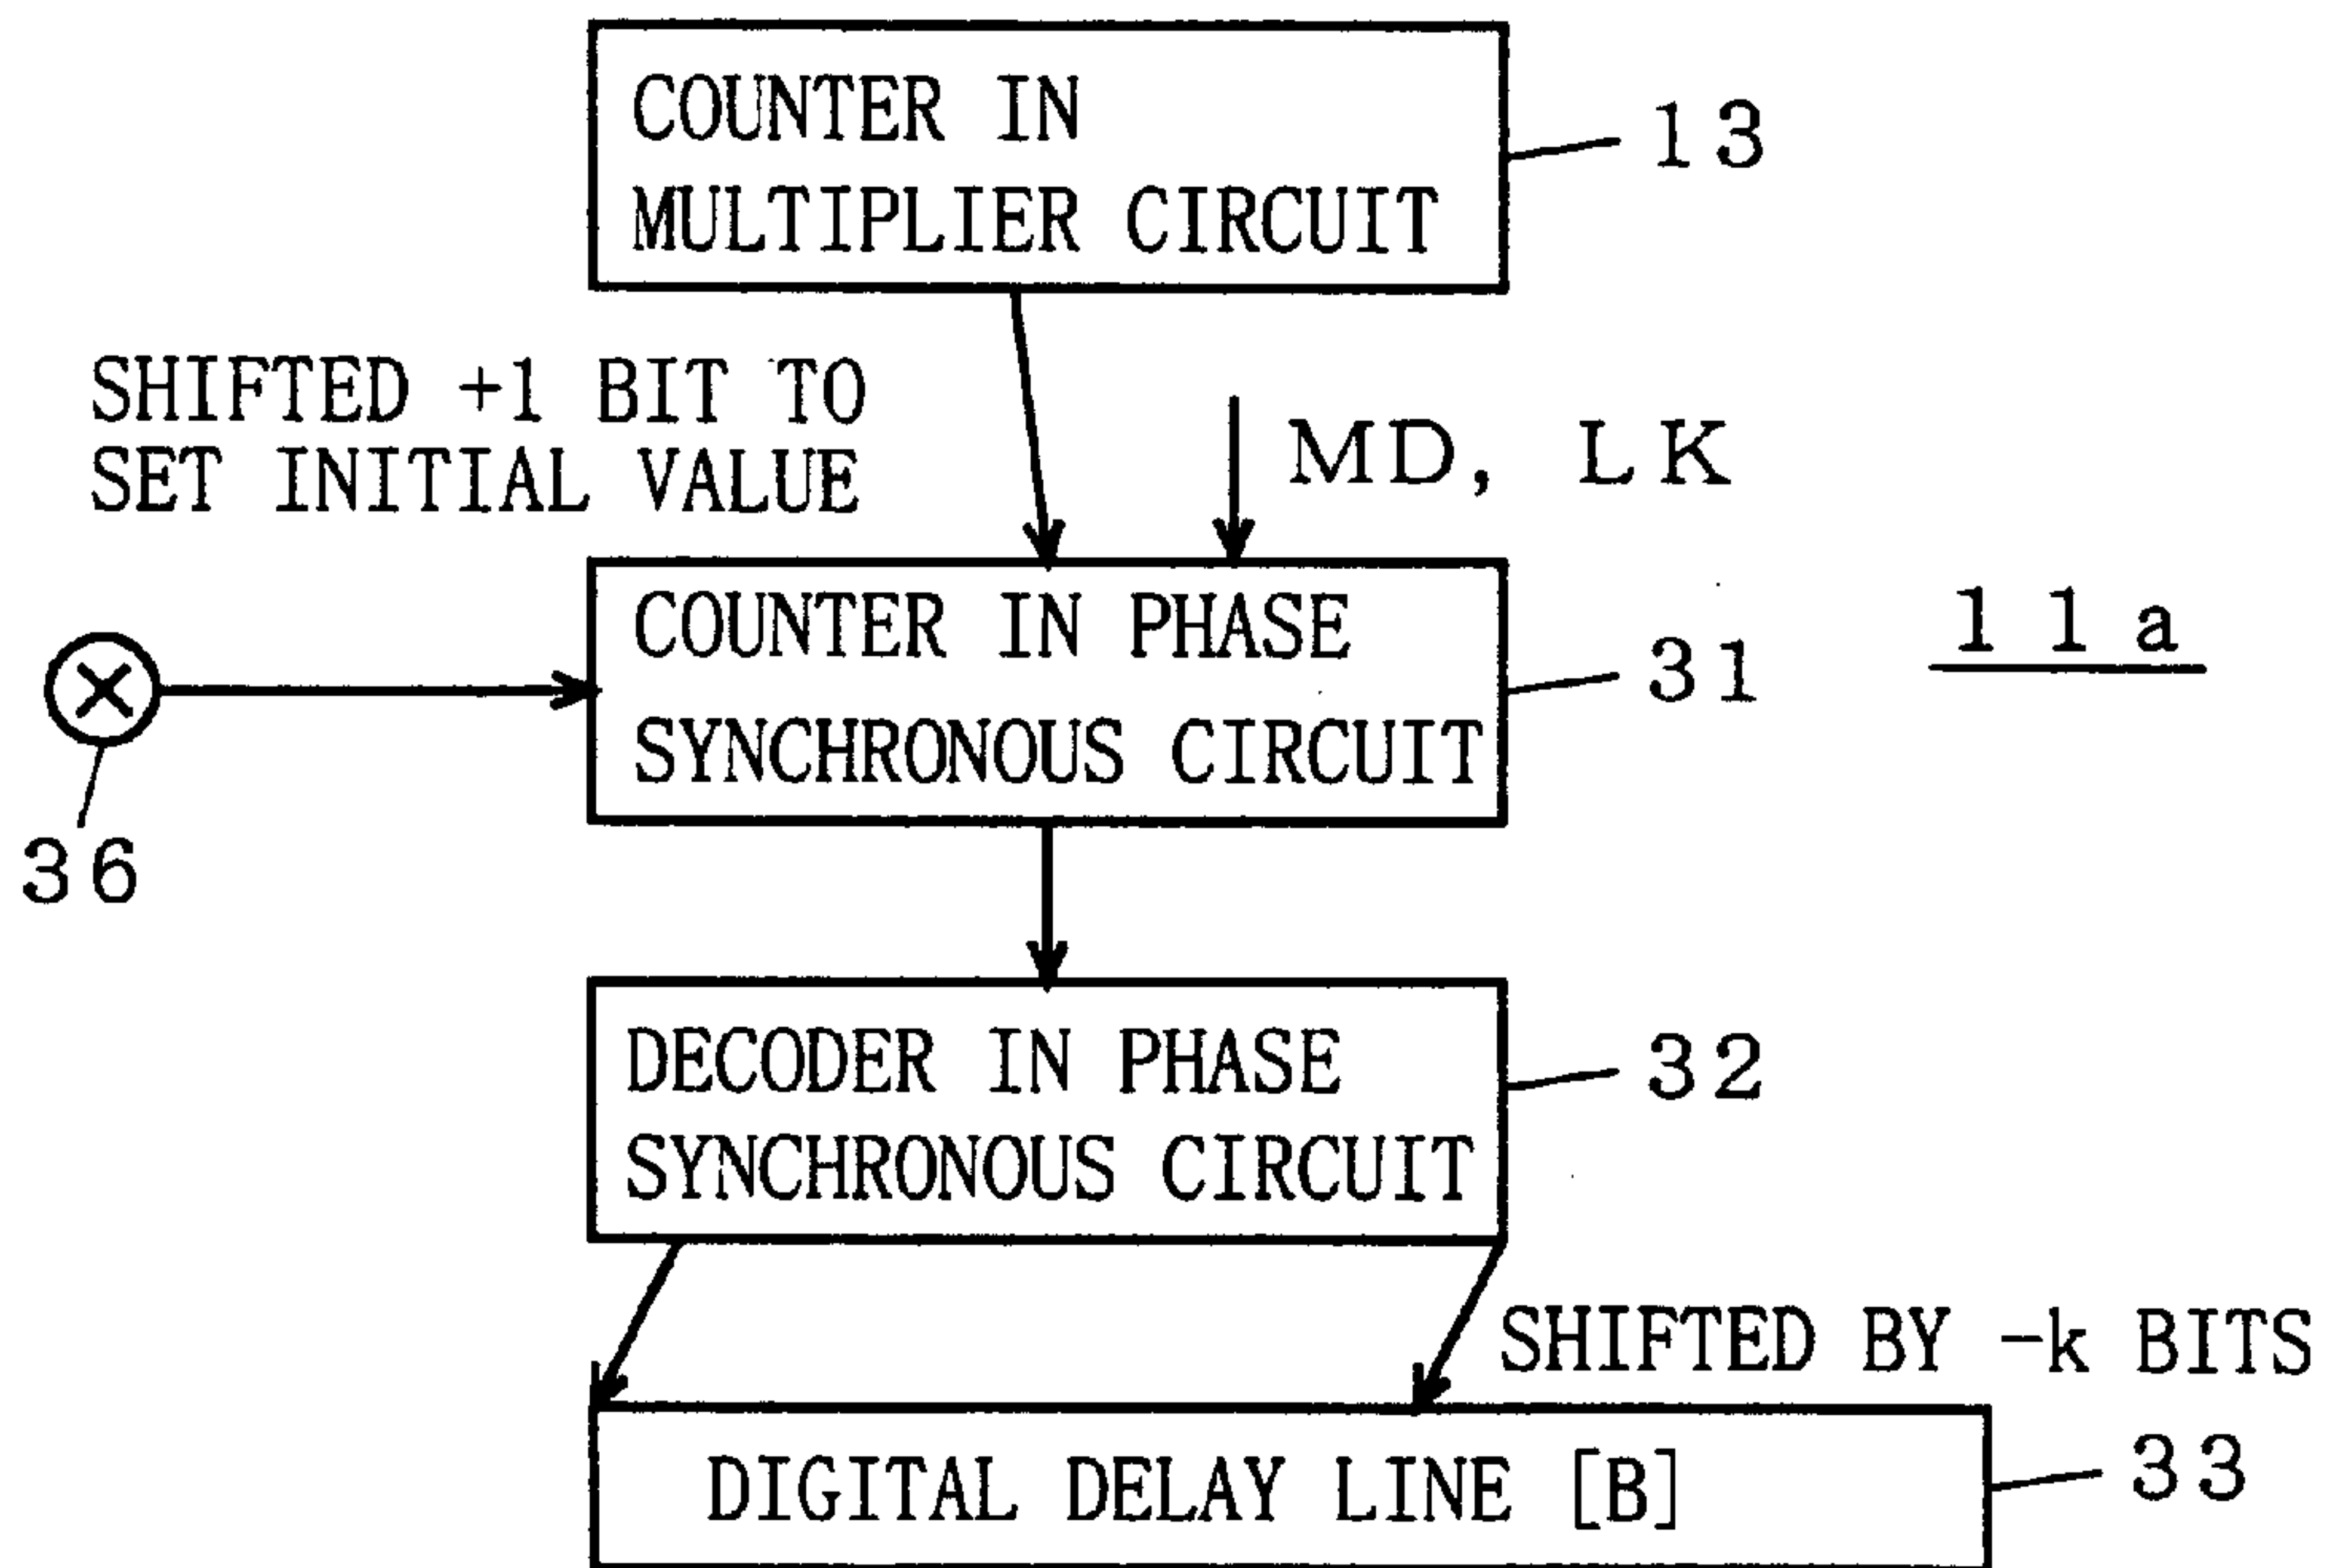 COUNTER IN
MULTIPLIER CIRCUIT
13
SHIFTED +1 BIT TO
SET INITIAL VALUE
MD, LK
COUNTER IN PHASE
SYNCHRONOUS CIRCUIT
31
11a
36
DECODER IN PHASE
SYNCHRONOUS CIRCUIT
32
SHIFTED BY -k BITS
DIGITAL DELAY LINE [B]
33